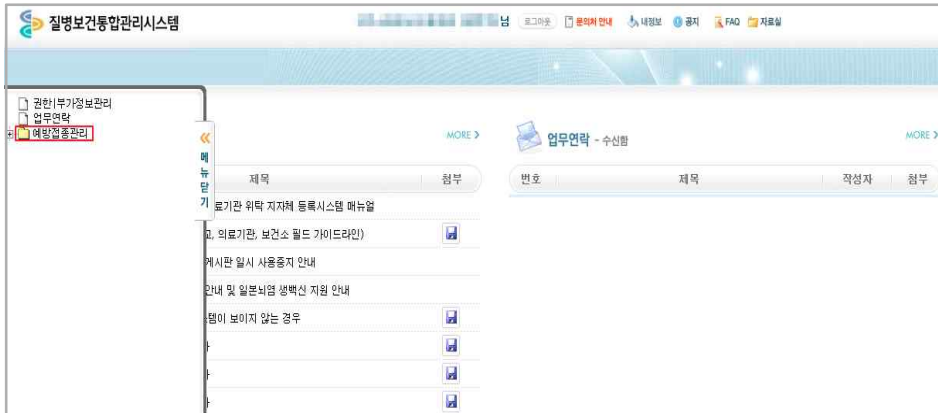 질병보건통합관리시스템
님 로그아웃 문의처 안내 내정보 공지 FAQ 자료실
권한|부가정보관리
업무연락
예방접종관리
메뉴닫기
MORE
업무연락 - 수신함
MORE
제목 첨부
번호 제목 작성자 첨부
료기관 위탁 지자체 등록시스템 매뉴얼
의료기관, 보건소 필드 가이드라인)
게시판 일시 사용중지 안내
안내 및 일본뇌염 생백신 지원 안내
템이 보이지 않는 경우